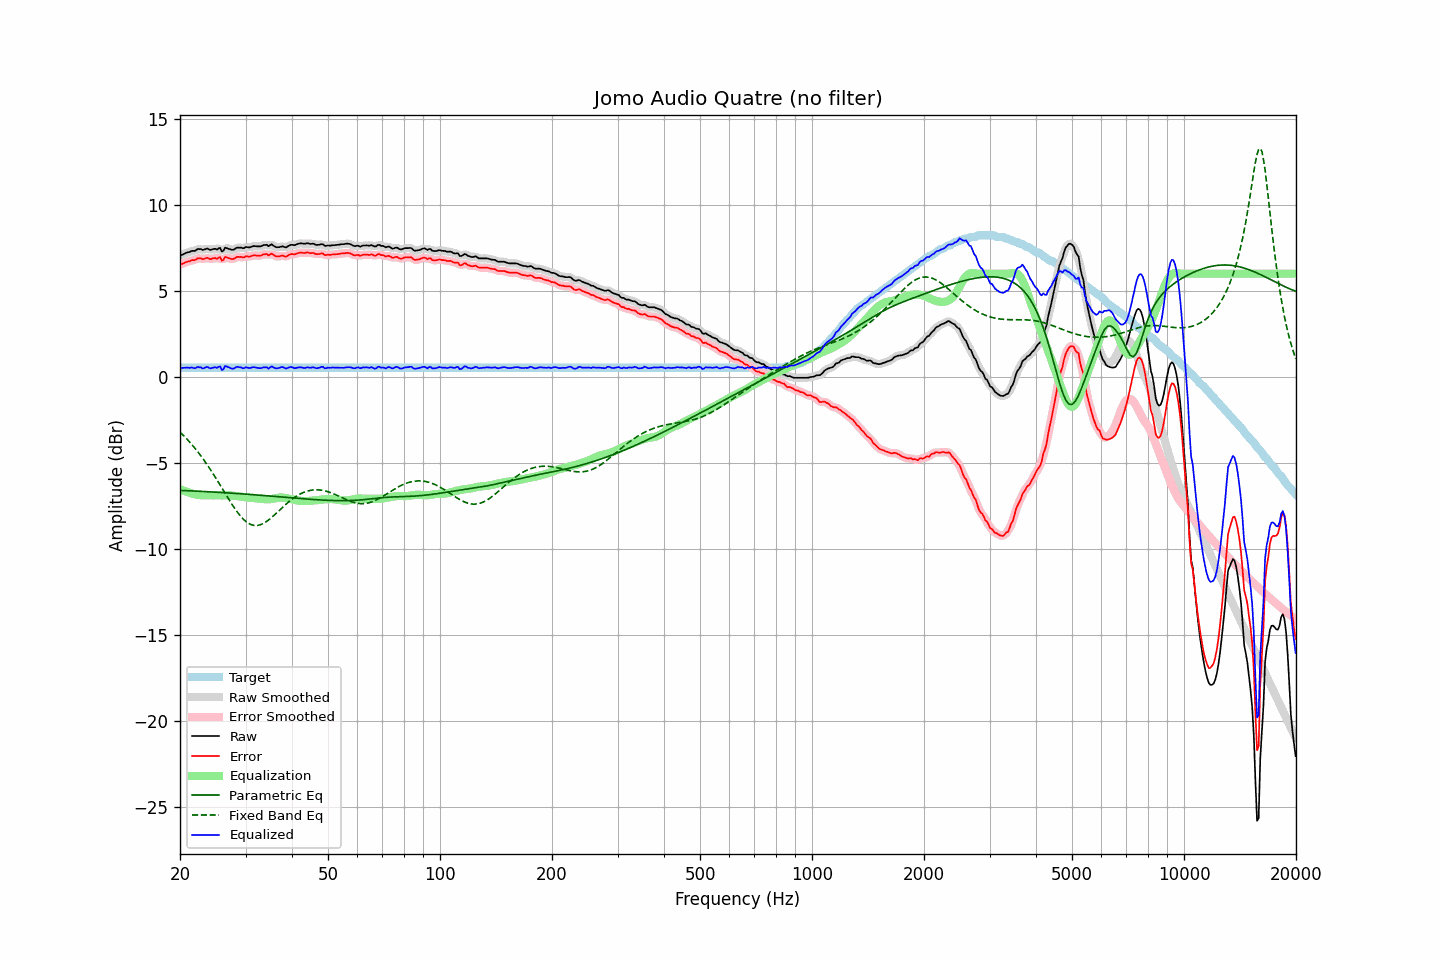 Jomo Audio Quatre (no filter)
Amplitude (dBr)
15
10
5
0
−5
−10
−15
−20
−25
Target
Raw Smoothed
Error Smoothed
Raw
Error
Equalization
Parametric Eq
Fixed Band Eq
Equalized
20 50 100 200 500 1000 2000 5000 10000 20000
Frequency (Hz)